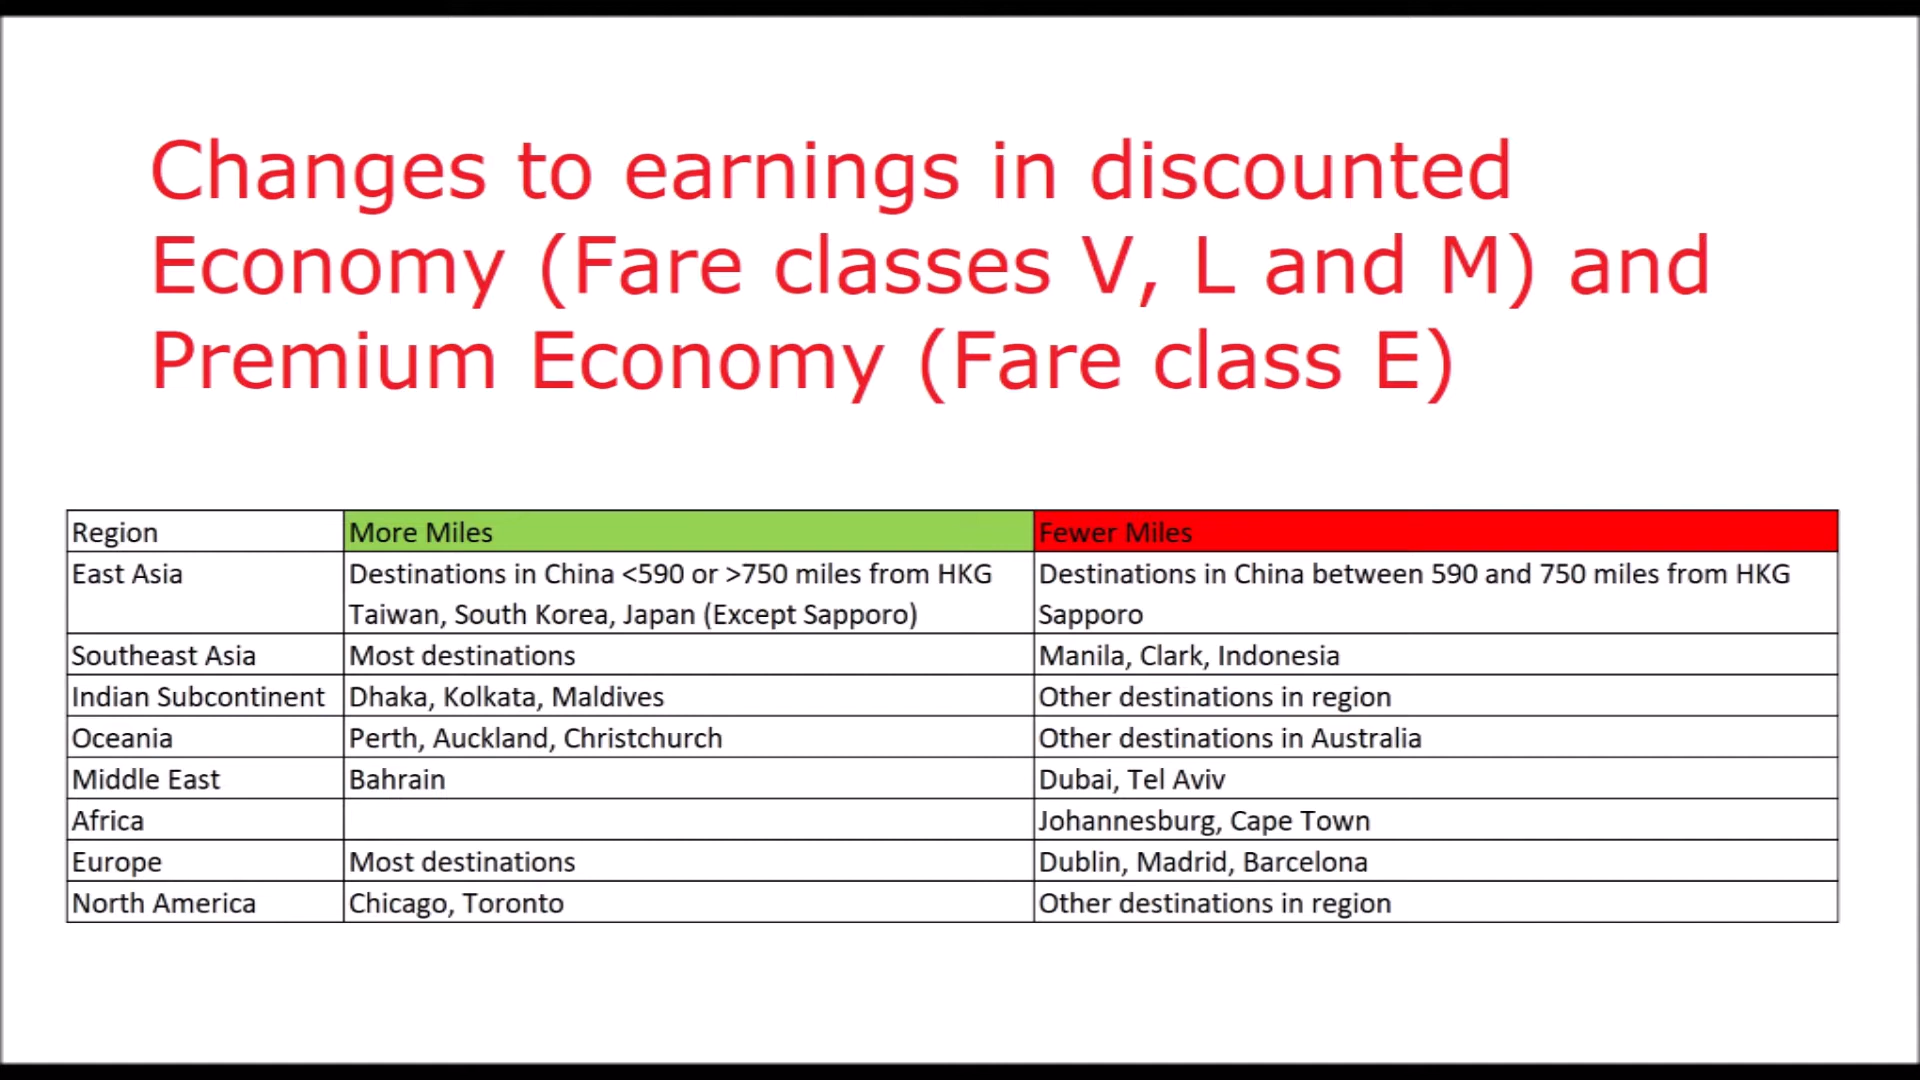 Changes to earnings in discounted
Economy (Fare classes V, L and M) and
Premium Economy (Fare class E)
Region More Miles Fewer Miles
East Asia Destinations in China <590 or >750 miles from HKG Destinations in China between 590 and 750 miles from HKG
Taiwan, South Korea, Japan (Except Sapporo) Sapporo
Southeast Asia Most destinations Manila, Clark, Indonesia
Indian Subcontinent Dhaka, Kolkata, Maldives Other destinations in region
Oceania Perth, Auckland, Christchurch Other destinations in Australia
Middle East Bahrain Dubai, Tel Aviv
Africa Johannesburg, Cape Town
Europe Most destinations Dublin, Madrid, Barcelona
North America Chicago, Toronto Other destinations in region